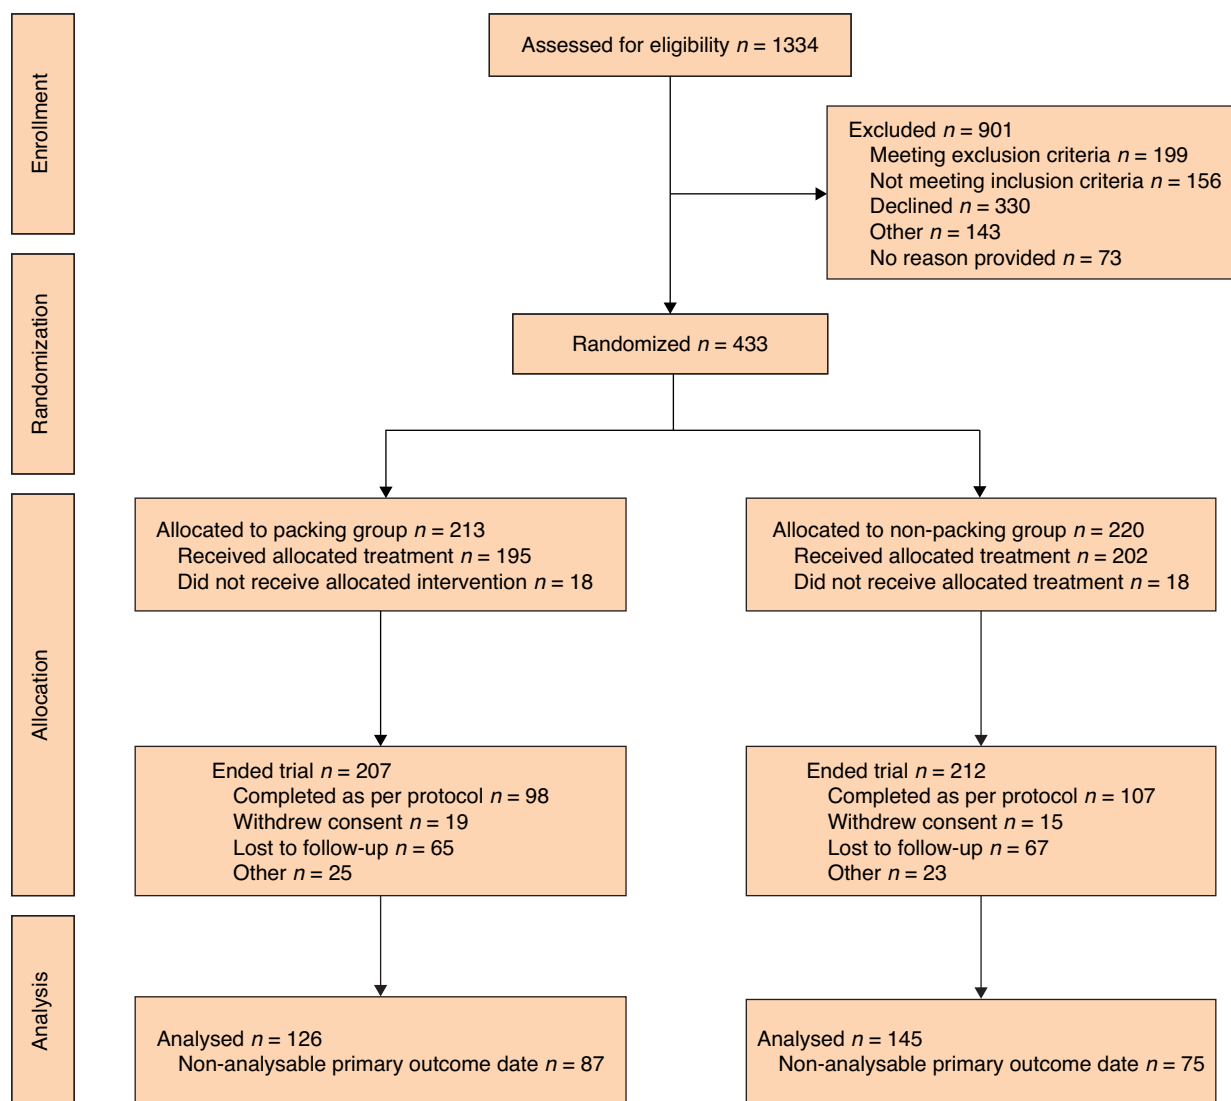 Enrollment
Assessed for eligibility n = 1334
Excluded n = 901
Meeting exclusion criteria n = 199
Not meeting inclusion criteria n = 156
Declined n = 330
Other n = 143
No reason provided n = 73
Randomization
Randomized n = 433
Allocation
Allocated to packing group n = 213
Received allocated treatment n = 195
Did not receive allocated intervention n = 18
Allocated to non-packing group n = 220
Received allocated treatment n = 202
Did not receive allocated treatment n = 18
Ended trial n = 207
Completed as per protocol n = 98
Withdrew consent n = 19
Lost to follow-up n = 65
Other n = 25
Ended trial n = 212
Completed as per protocol n = 107
Withdrew consent n = 15
Lost to follow-up n = 67
Other n = 23
Analysis
Analysed n = 126
Non-analysable primary outcome date n = 87
Analysed n = 145
Non-analysable primary outcome date n = 75